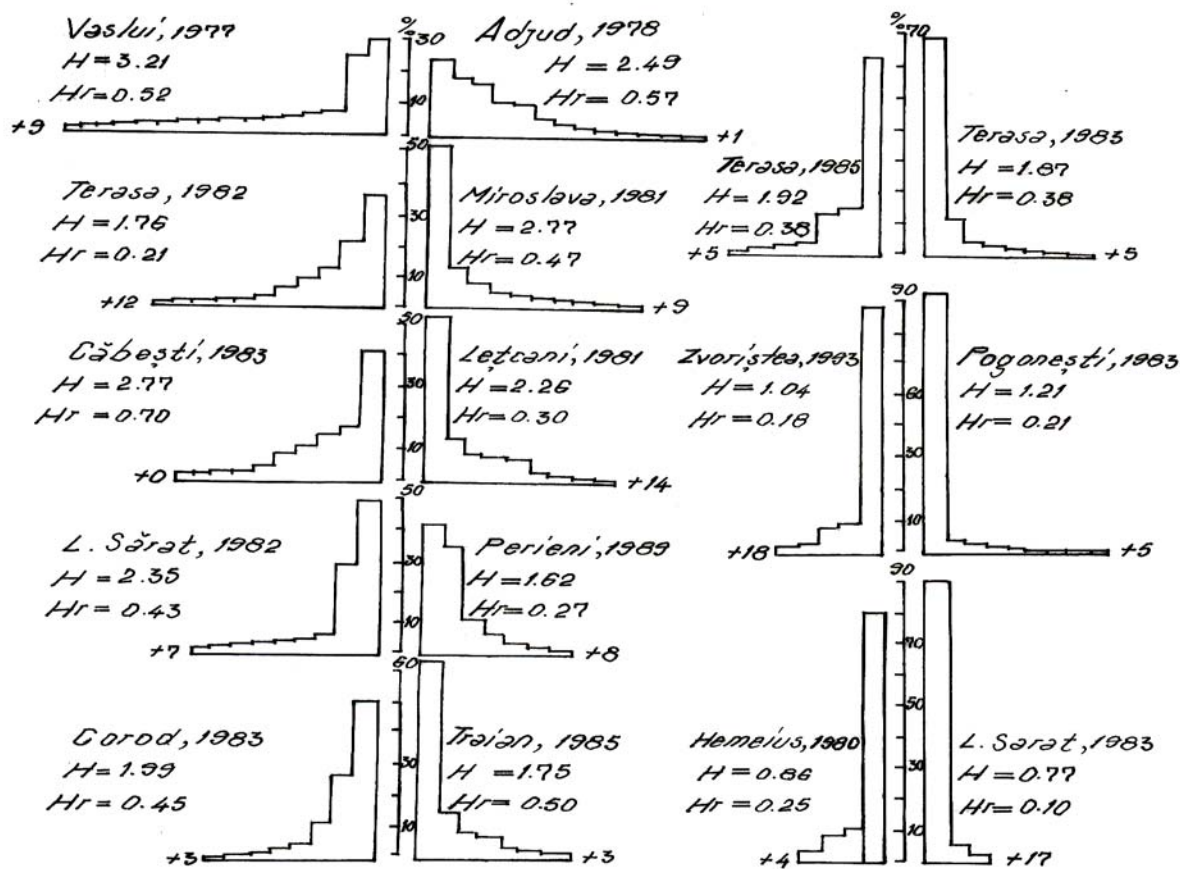 Vaslui, 1977
H = 3.21
Hr = 0.52
+9
% 30
10
Adjud, 1978
H = 2.49
Hr = 0.57
+1
Terasa, 1982
H = 1.76
Hr = 0.21
+12
50
30
10
Miroslava, 1981
H = 2.77
Hr = 0.47
+9
Găbești, 1983
H = 2.77
Hr = 0.70
+0
50
30
10
Lețcani, 1981
H = 2.26
Hr = 0.30
+14
L. Sărat, 1982
H = 2.35
Hr = 0.43
+7
50
30
10
Perieni, 1989
H = 1.62
Hr = 0.27
+8
Corod, 1983
H = 1.99
Hr = 0.45
+3
60
30
10
Traian, 1985
H = 1.75
Hr = 0.50
+3
Terasa, 1985
H = 1.92
Hr = 0.38
+5
% 70
Terasa, 1983
H = 1.87
Hr = 0.38
+5
Zvoriștea, 1983
H = 1.04
Hr = 0.18
+18
90
60
30
10
Pogonești, 1983
H = 1.21
Hr = 0.21
+5
Hemeius, 1980
H = 0.86
Hr = 0.25
+4
90
70
50
30
10
L. Sarat, 1983
H = 0.77
Hr = 0.10
+17